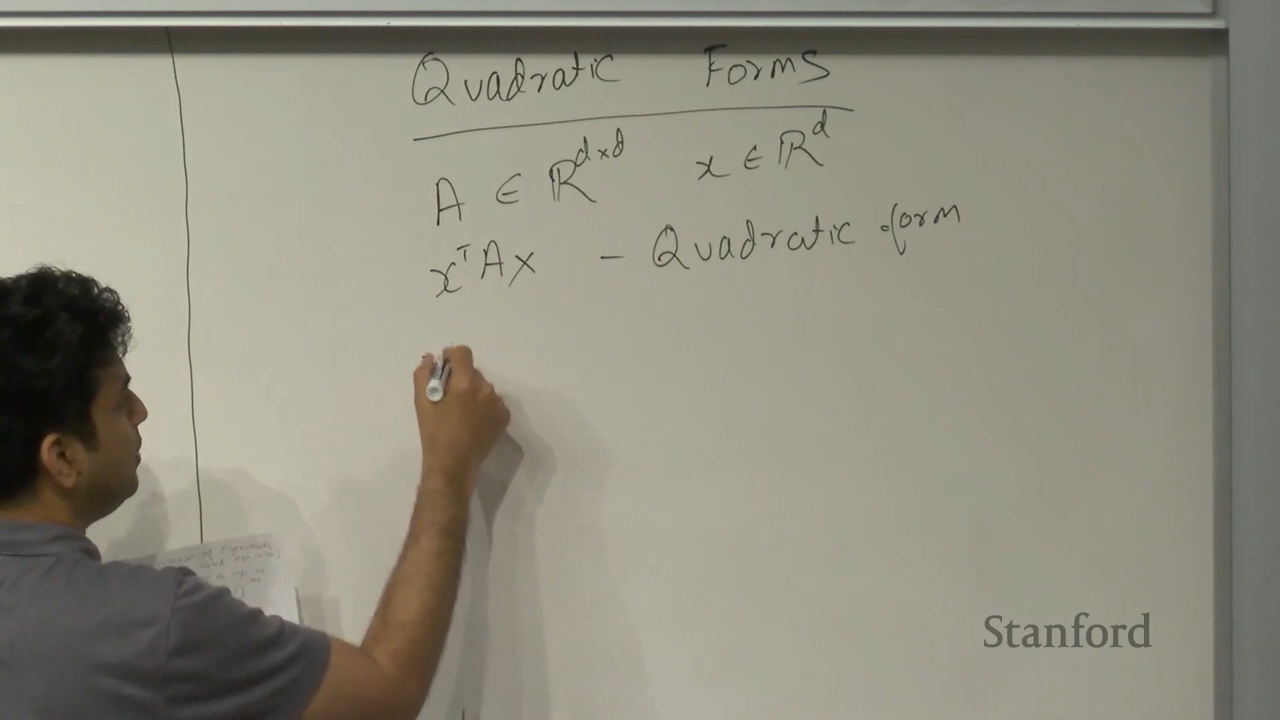 Quadratic Forms
A ∈ ℝ^{d×d} x ∈ ℝ^d
x^T A x – Quadratic form
Stanford